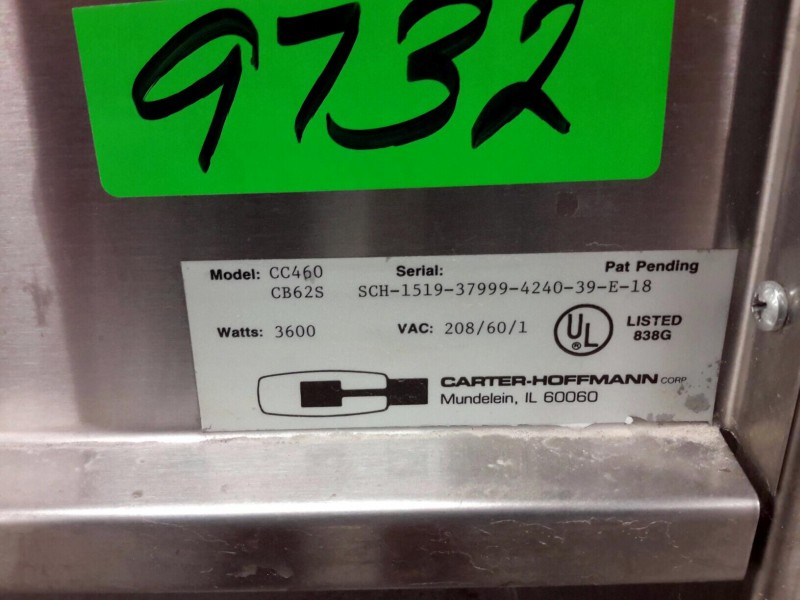 9732
Model: CC460 Serial: Pat Pending
CB62S SCH-1519-37999-4240-39-E-18
Watts: 3600 VAC: 208/60/1 UL® LISTED
838G
CARTER-HOFFMANN CORP
Mundelein, IL 60060